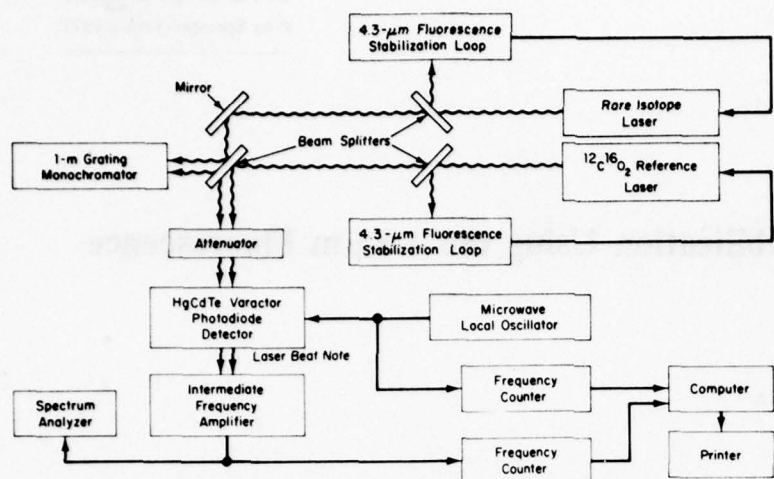 4.3-μm Fluorescence
Stabilization Loop
Mirror
Rare Isotope
Laser
Beam Splitters
1-m Grating
Monochromator
¹²C¹⁶O₂ Reference
Laser
4.3-μm Fluorescence
Stabilization Loop
Attenuator
HgCdTe Varactor
Photodiode
Detector
Microwave
Local Oscillator
Laser Beat Note
Intermediate
Frequency
Amplifier
Frequency
Counter
Computer
Spectrum
Analyzer
Frequency
Counter
Printer